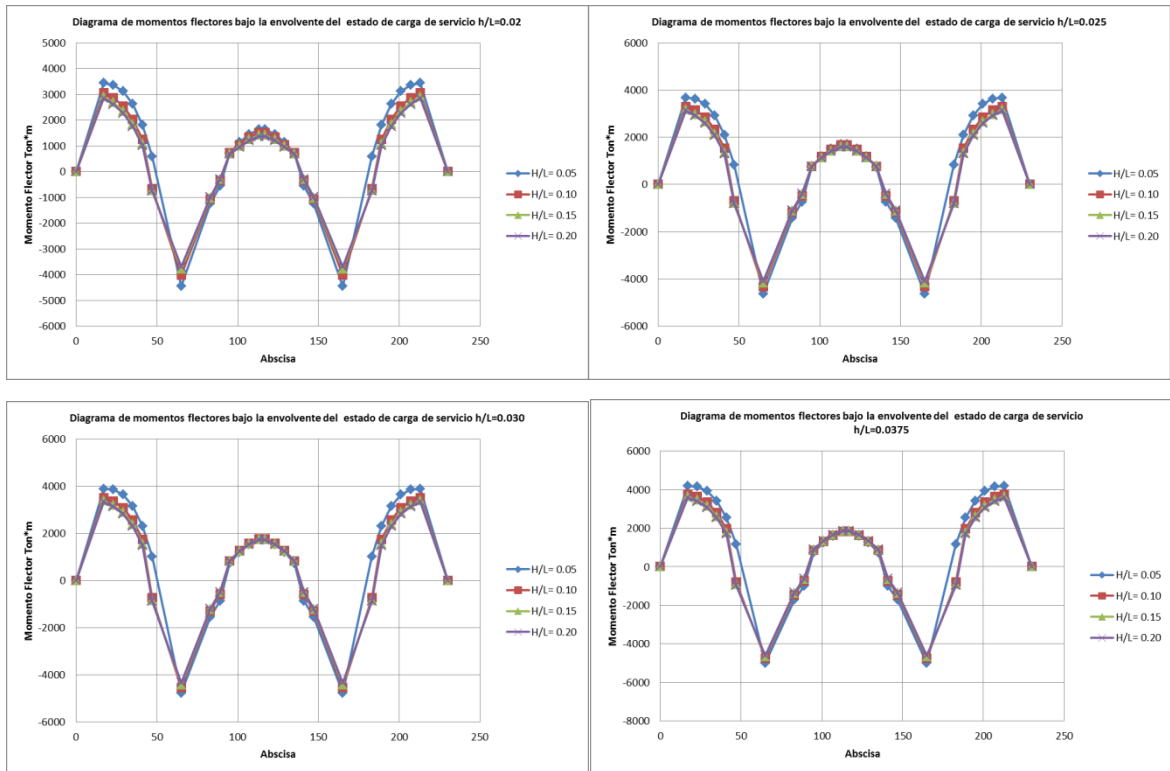 Diagrama de momentos flectores bajo la envolvente del estado de carga de servicio h/L=0.02
5000
4000
3000
2000
1000
0
-1000
-2000
-3000
-4000
-5000
-6000
Momento Flector Ton*m
0
50
100
150
200
250
Abscisa
H/L= 0.05
H/L= 0.10
H/L= 0.15
H/L= 0.20
Diagrama de momentos flectores bajo la envolvente del estado de carga de servicio h/L=0.025
6000
4000
2000
0
-2000
-4000
-6000
Momento Flector Ton*m
0
50
100
150
200
250
Abscisa
H/L= 0.05
H/L= 0.10
H/L= 0.15
H/L= 0.20
Diagrama de momentos flectores bajo la envolvente del estado de carga de servicio h/L=0.030
6000
4000
2000
0
-2000
-4000
-6000
Momento Flector Ton*m
0
50
100
150
200
250
Abscisa
H/L= 0.05
H/L= 0.10
H/L= 0.15
H/L= 0.20
Diagrama de momentos flectores bajo la envolvente del estado de carga de servicio
h/L=0.0375
6000
4000
2000
0
-2000
-4000
-6000
-8000
Momento Flector Ton*m
0
50
100
150
200
250
Abscisa
H/L= 0.05
H/L= 0.10
H/L= 0.15
H/L= 0.20